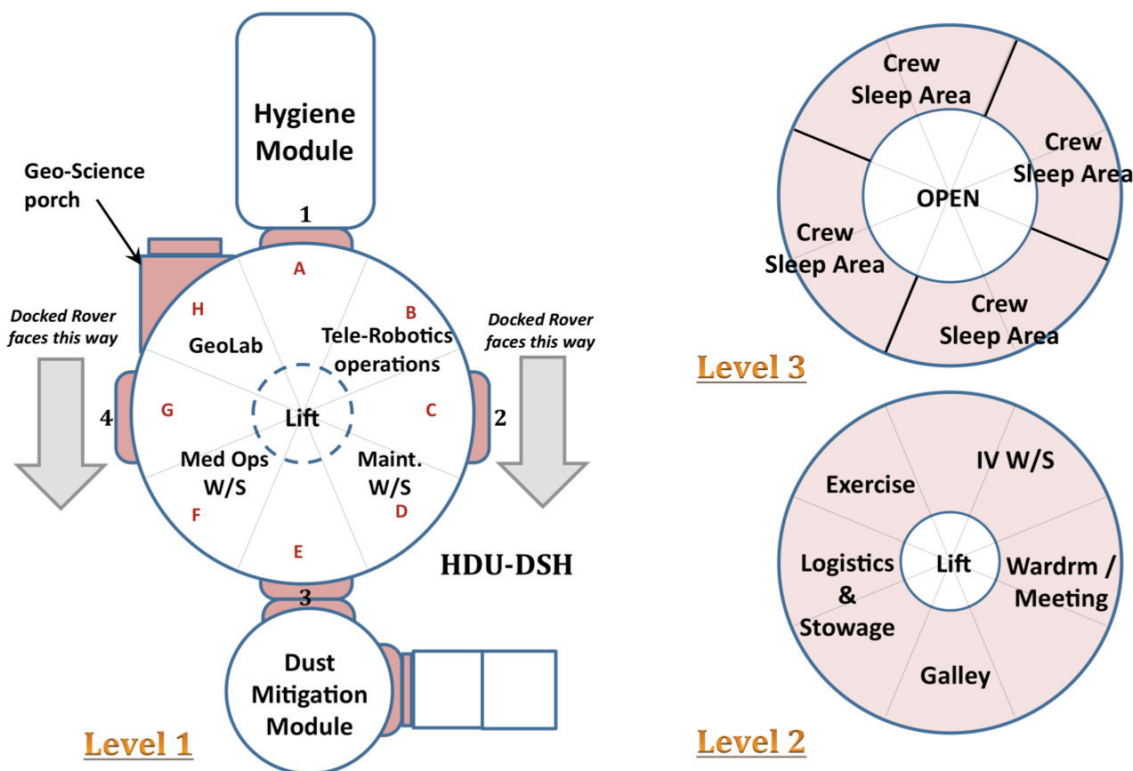 Hygiene
Module
1
Geo-Science
porch
A
H
B
Docked Rover
faces this way
GeoLab
Tele-Robotics
operations
Docked Rover
faces this way
4
G
Lift
C
2
Med Ops
W/S
Maint.
W/S
F
D
E
HDU-DSH
3
Dust
Mitigation
Module
Level 1
Crew
Sleep Area
Crew
Sleep Area
OPEN
Crew
Sleep Area
Crew
Sleep Area
Level 3
IV W/S
Exercise
Logistics
&
Stowage
Lift
Wardrm /
Meeting
Galley
Level 2